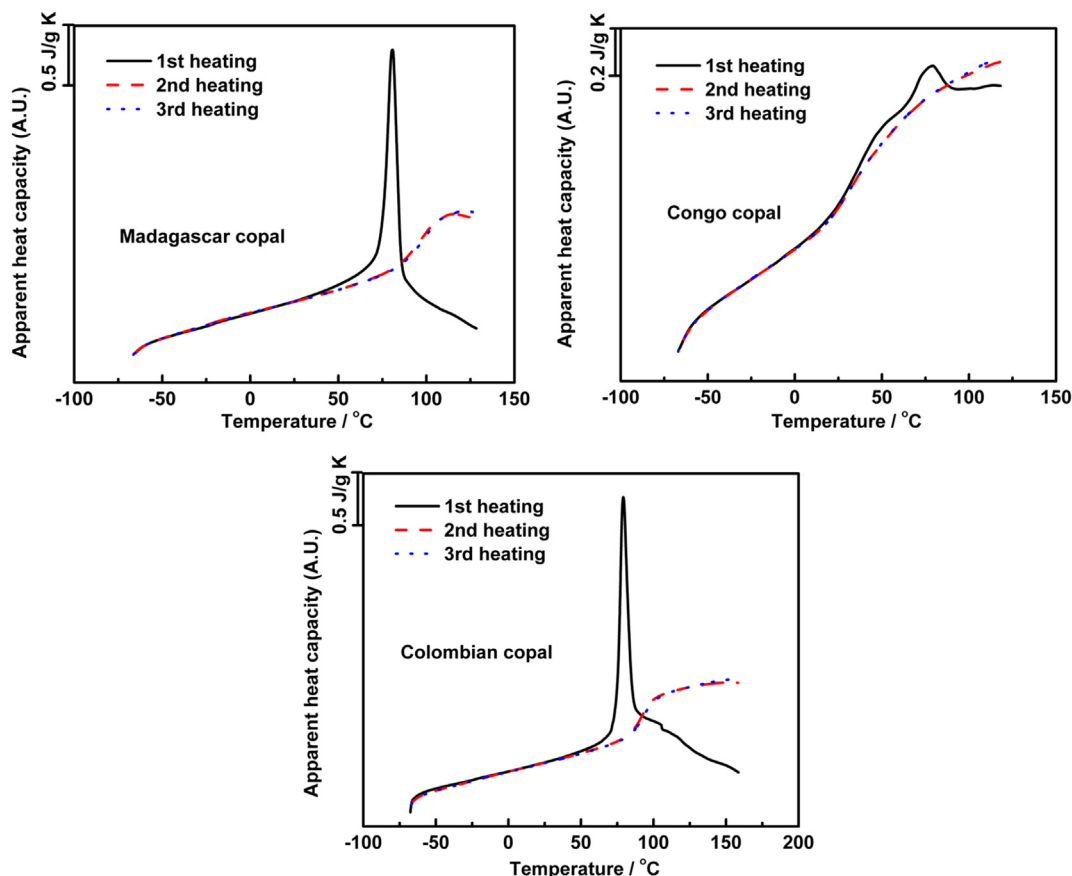 0.5 J/g K
Apparent heat capacity (A.U.)
1st heating
2nd heating
3rd heating
Madagascar copal
-100 -50 0 50 100 150
Temperature / °C
0.2 J/g K
Apparent heat capacity (A.U.)
1st heating
2nd heating
3rd heating
Congo copal
-100 -50 0 50 100 150
Temperature / °C
0.5 J/g K
Apparent heat capacity (A.U.)
1st heating
2nd heating
3rd heating
Colombian copal
-100 -50 0 50 100 150 200
Temperature / °C